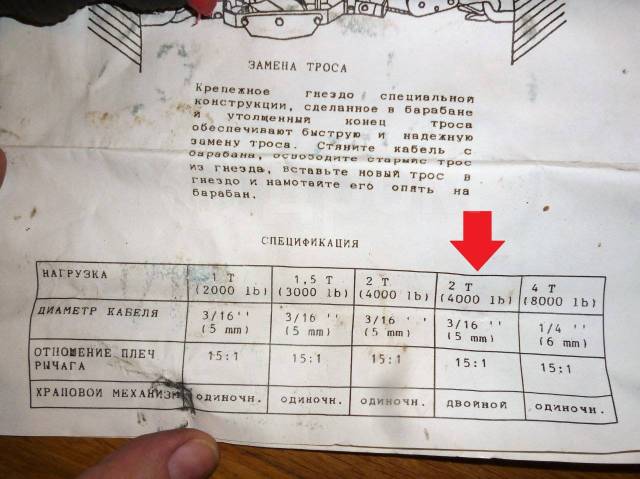 ЗАМЕНА ТРОСА
Крепежное гнездо специальной
конструкции, сделанное в барабане
и утолщенный конец троса
обеспечивают быструю и надежную
замену троса. Стяните кабель с
барабана, освободите старый трос
из гнезда, вставьте новый трос в
гнездо и намотайте его опять на
барабан.
СПЕЦИФИКАЦИЯ
НАГРУЗКА 1 Т 1,5 Т 2 Т 2 Т 4 Т
(2000 lb) (3000 lb) (4000 lb) (4000 lb) (8000 lb)
ДИАМЕТР КАБЕЛЯ 3/16'' 3/16 '' 3/16 ' ' 3/16 '' 1/4 ''
(5 mm) (5 mm) (5 mm) (5 mm) (6 mm)
ОТНОШЕНИЕ ПЛЕЧ 15:1 15:1 15:1 15:1 15:1
РЫЧАГА
ХРАПОВОЙ МЕХАНИЗМ одиночн. одиночн. одиночн. двойной одиночн.